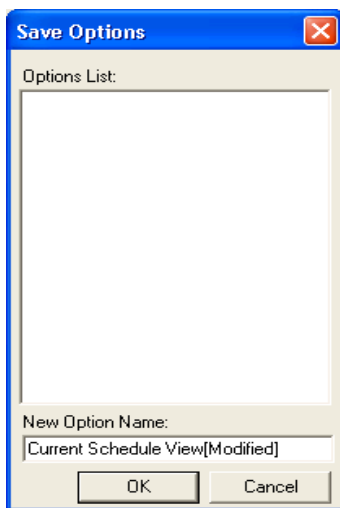 Save Options
Options List:
New Option Name:
Current Schedule View[Modified]
OK Cancel